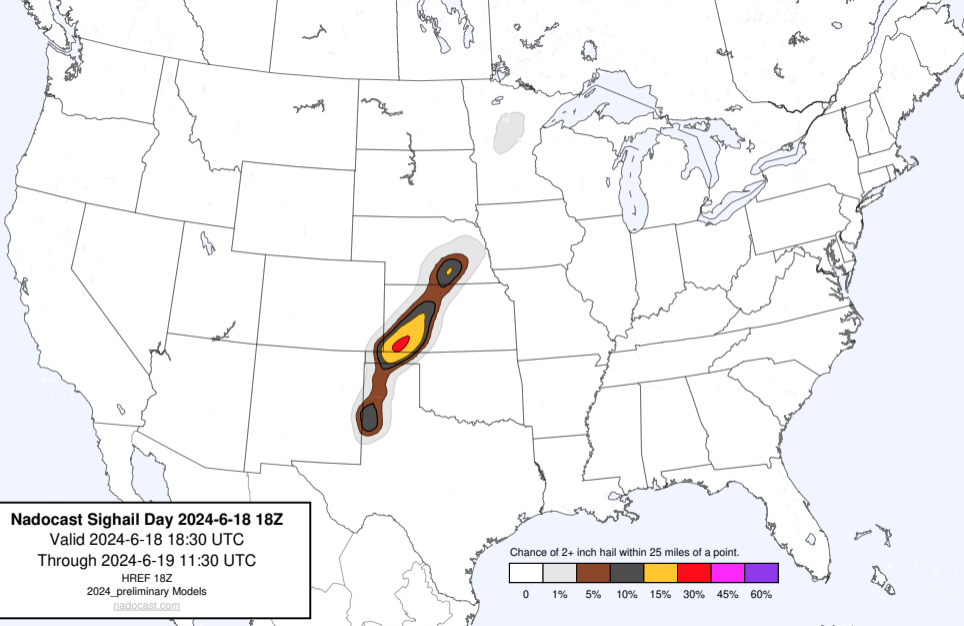 Nadocast Sighail Day 2024-6-18 18Z
Valid 2024-6-18 18:30 UTC
Through 2024-6-19 11:30 UTC
HREF 18Z
2024_preliminary Models
nadocast.com
Chance of 2+ inch hail within 25 miles of a point.
0 1% 5% 10% 15% 30% 45% 60%